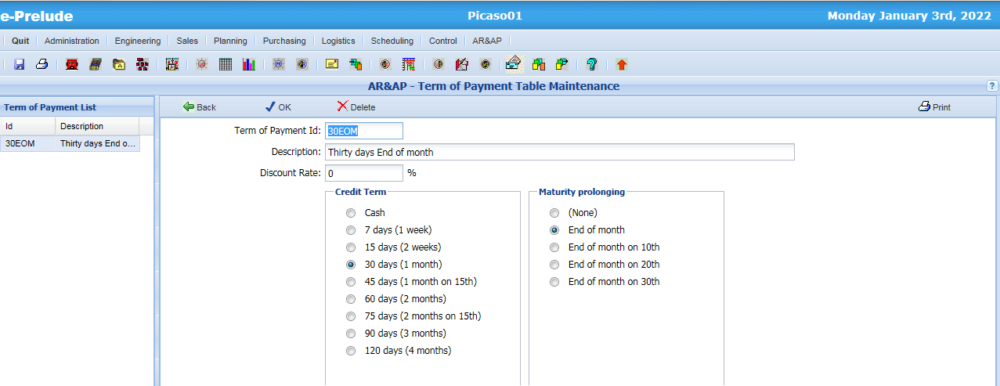 e-Prelude Picaso01 Monday January 3rd, 2022
Quit Administration Engineering Sales Planning Purchasing Logistics Scheduling Control AR&AP
AR&AP - Term of Payment Table Maintenance ?
Term of Payment List Back OK Delete Print
Id Description
30EOM Thirty days End o...
Term of Payment Id: 30EOM
Description: Thirty days End of month
Discount Rate: 0 %
Credit Term Maturity prolonging
Cash (None)
7 days (1 week) End of month
15 days (2 weeks) End of month on 10th
30 days (1 month) End of month on 20th
45 days (1 month on 15th) End of month on 30th
60 days (2 months)
75 days (2 months on 15th)
90 days (3 months)
120 days (4 months)